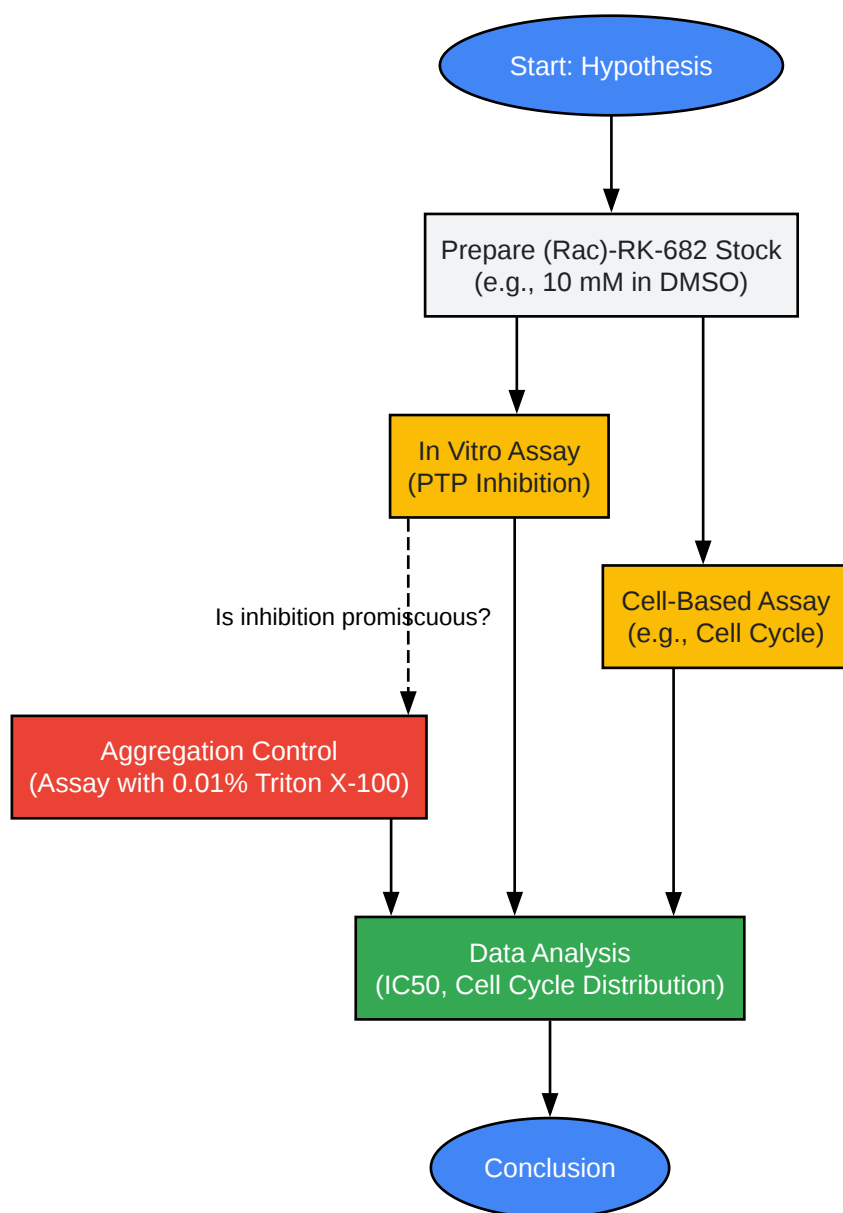 Start: Hypothesis
Prepare (Rac)-RK-682 Stock
(e.g., 10 mM in DMSO)
In Vitro Assay
(PTP Inhibition)
Cell-Based Assay
(e.g., Cell Cycle)
Is inhibition promiscuous?
Aggregation Control
(Assay with 0.01% Triton X-100)
Data Analysis
(IC50, Cell Cycle Distribution)
Conclusion